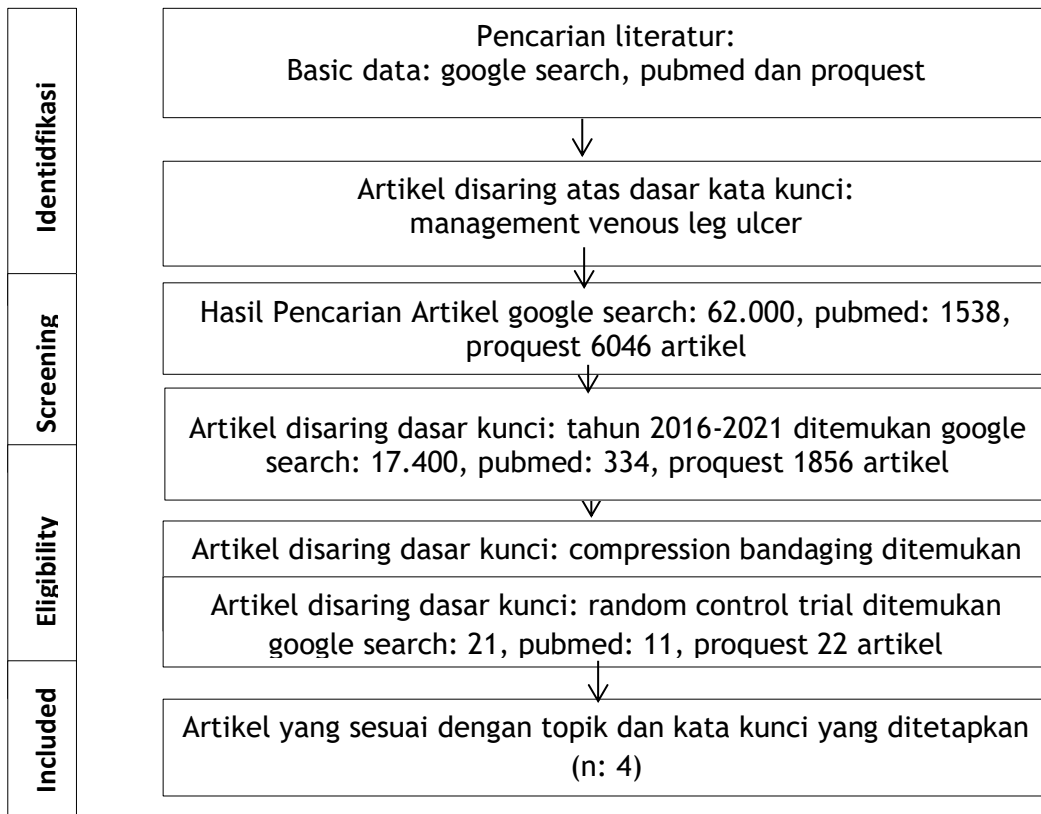 Identidfikasi
Pencarian literatur:
Basic data: google search, pubmed dan proquest
Artikel disaring atas dasar kata kunci:
management venous leg ulcer
Screening
Hasil Pencarian Artikel google search: 62.000, pubmed: 1538,
proquest 6046 artikel
Artikel disaring dasar kunci: tahun 2016-2021 ditemukan google
search: 17.400, pubmed: 334, proquest 1856 artikel
Eligibility
Artikel disaring dasar kunci: compression bandaging ditemukan
Artikel disaring dasar kunci: random control trial ditemukan
google search: 21, pubmed: 11, proquest 22 artikel
Included
Artikel yang sesuai dengan topik dan kata kunci yang ditetapkan
(n: 4)